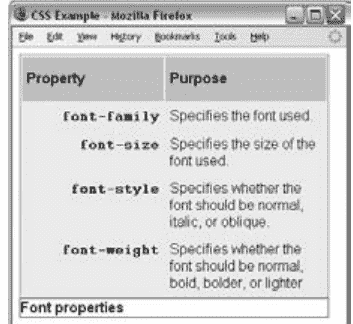 CSS Example - Mozilla Firefox
File Edit View History Bookmarks Tools Help
Property Purpose
font-family Specifies the font used.
font-size Specifies the size of the
font used.
font-style Specifies whether the
font should be normal,
italic, or oblique.
font-weight Specifies whether the
font should be normal,
bold, bolder, or lighter
Font properties